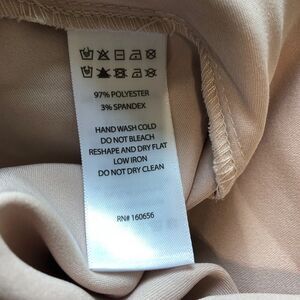 97% POLYESTER
3% SPANDEX
HAND WASH COLD
DO NOT BLEACH
RESHAPE AND DRY FLAT
LOW IRON
DO NOT DRY CLEAN
RN# 160656